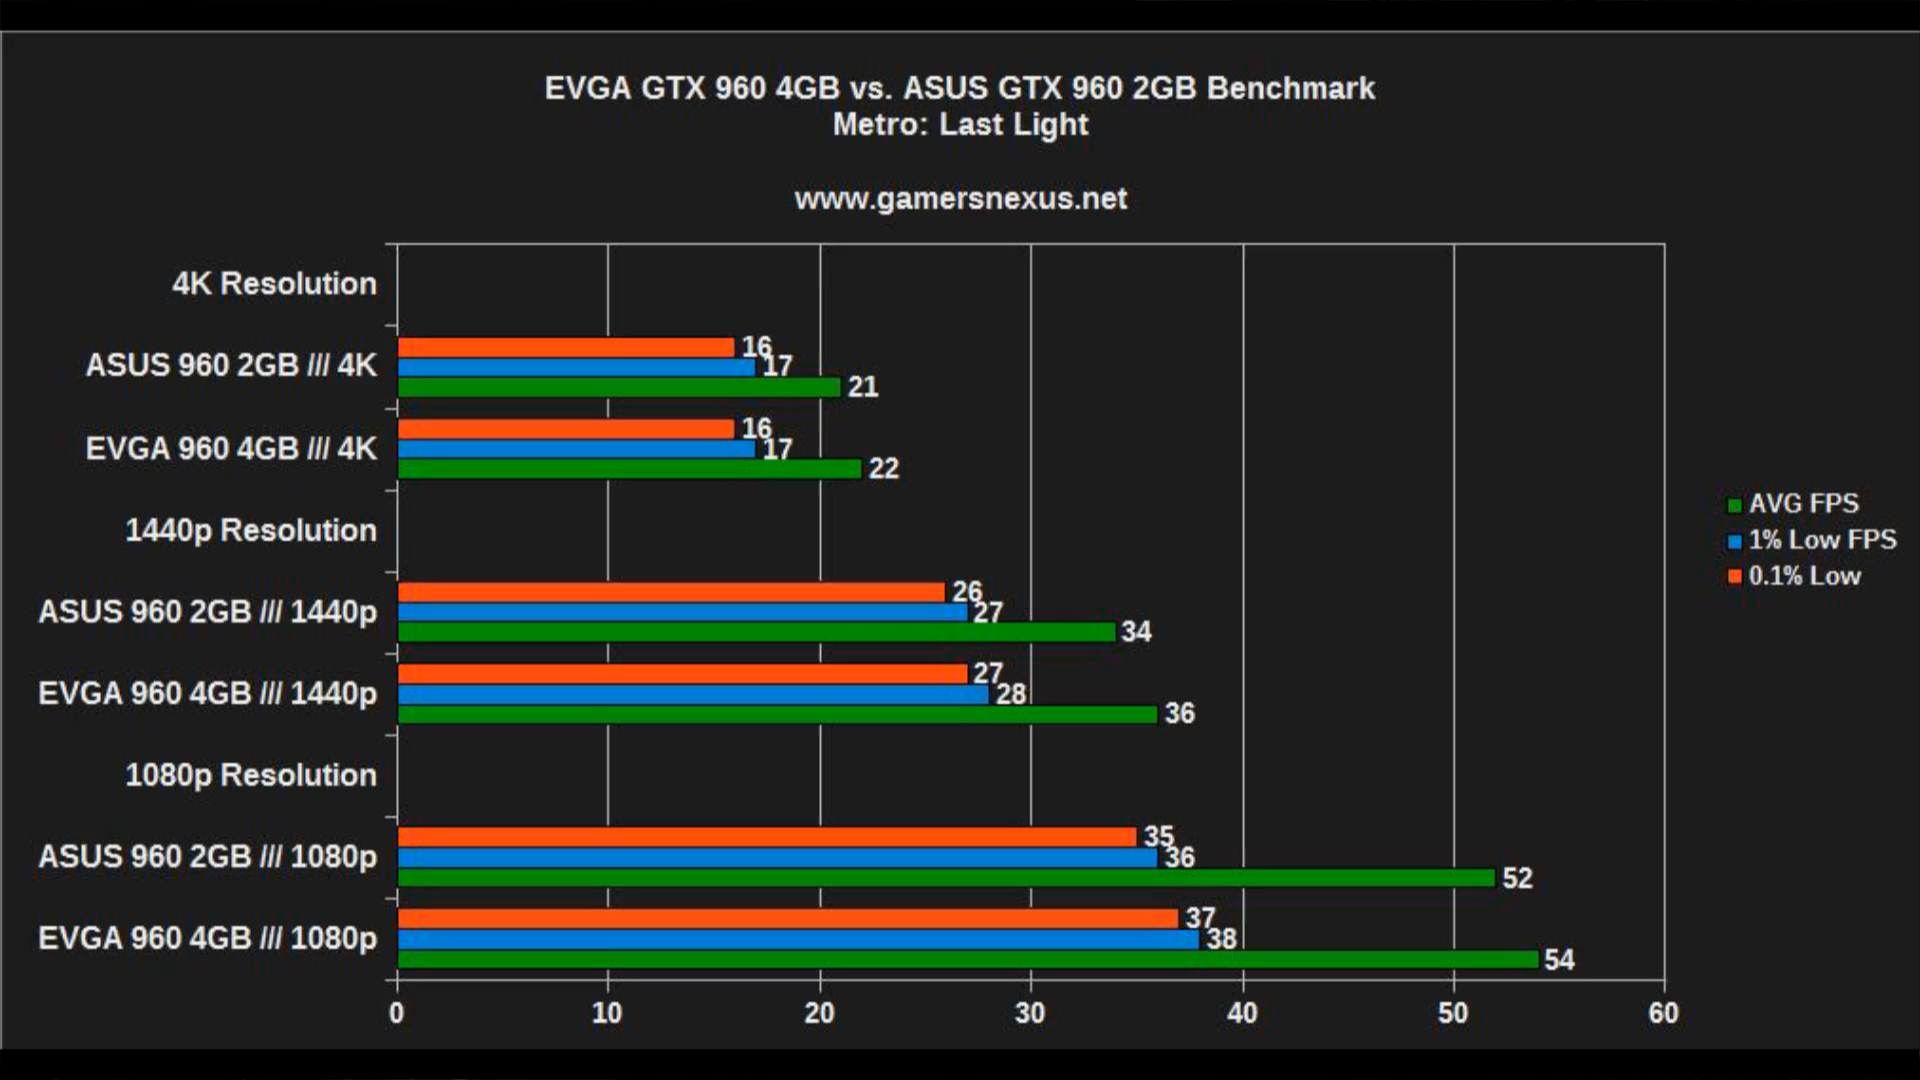 EVGA GTX 960 4GB vs. ASUS GTX 960 2GB Benchmark
Metro: Last Light
www.gamersnexus.net
4K Resolution
ASUS 960 2GB /// 4K
16
17
21
EVGA 960 4GB /// 4K
16
17
22
1440p Resolution
ASUS 960 2GB /// 1440p
26
27
34
EVGA 960 4GB /// 1440p
27
28
36
1080p Resolution
ASUS 960 2GB /// 1080p
35
36
52
EVGA 960 4GB /// 1080p
37
38
54
0 10 20 30 40 50 60
AVG FPS
1% Low FPS
0.1% Low